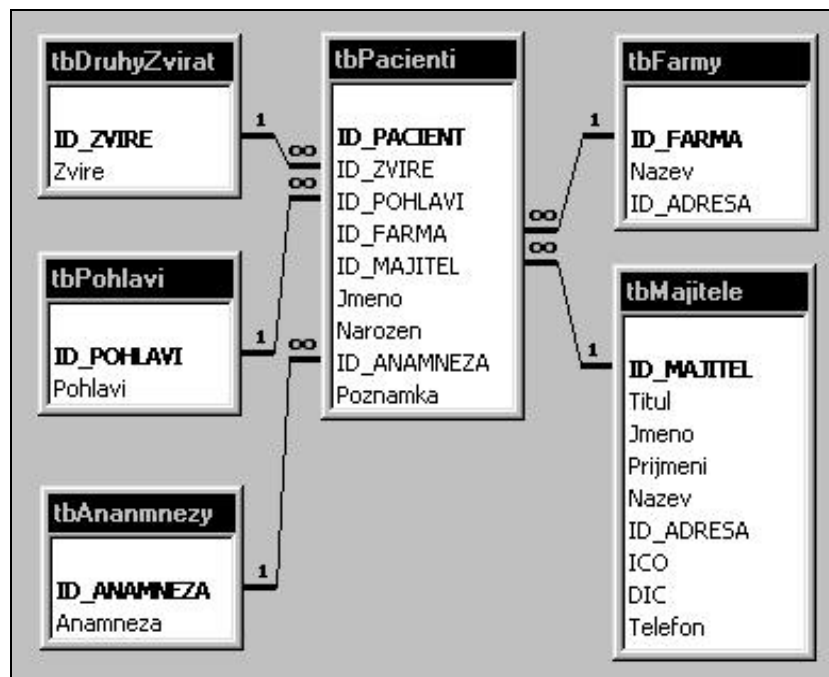 tbDruhyZvirat
ID_ZVIRE
Zvire
1
∞
tbPohlavi
ID_POHLAVI
Pohlavi
1
∞
tbAnanmnezy
ID_ANAMNEZA
Anamneza
1
∞
tbPacienti
ID_PACIENT
ID_ZVIRE
ID_POHLAVI
ID_FARMA
ID_MAJITEL
Jmeno
Narozen
ID_ANAMNEZA
Poznamka
∞
1
∞
1
tbFarmy
ID_FARMA
Nazev
ID_ADRESA
tbMajitele
ID_MAJITEL
Titul
Jmeno
Prijmeni
Nazev
ID_ADRESA
ICO
DIC
Telefon